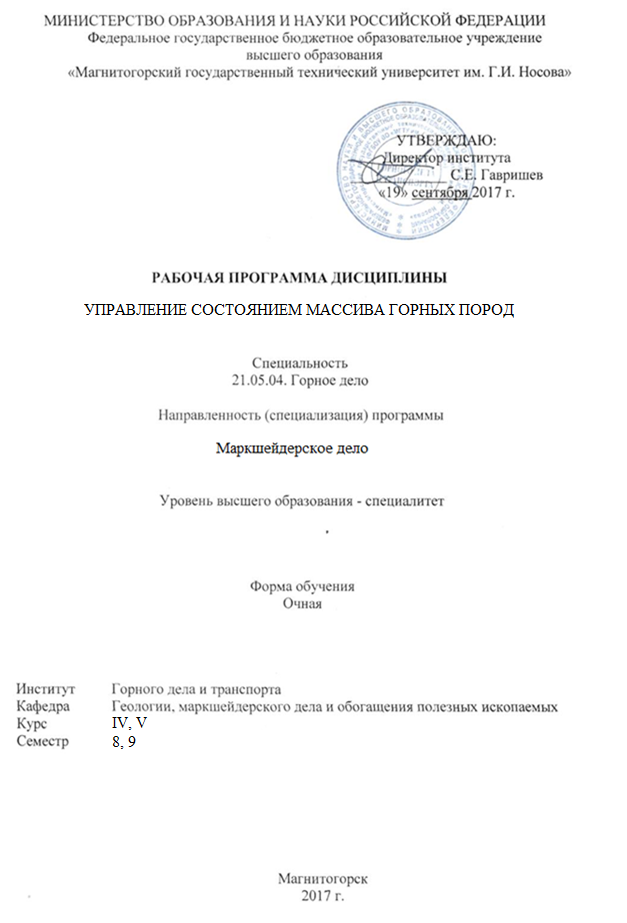 МИНИСТЕРСТВО ОБРАЗОВАНИЯ И НАУКИ РОССИЙСКОЙ ФЕДЕРАЦИИ
Федеральное государственное бюджетное образовательное учреждение
высшего образования
«Магнитогорский государственный технический университет им. Г.И. Носова»
УТВЕРЖДАЮ:
Директор института
С.Е. Гавришев
«19» сентября 2017 г.
РАБОЧАЯ ПРОГРАММА ДИСЦИПЛИНЫ
УПРАВЛЕНИЕ СОСТОЯНИЕМ МАССИВА ГОРНЫХ ПОРОД
Специальность
21.05.04. Горное дело
Направленность (специализация) программы
Маркшейдерское дело
Уровень высшего образования - специалитет
Форма обучения
Очная
Институт Горного дела и транспорта
Кафедра Геологии, маркшейдерского дела и обогащения полезных ископаемых
Курс IV, V
Семестр 8, 9
Магнитогорск
2017 г.